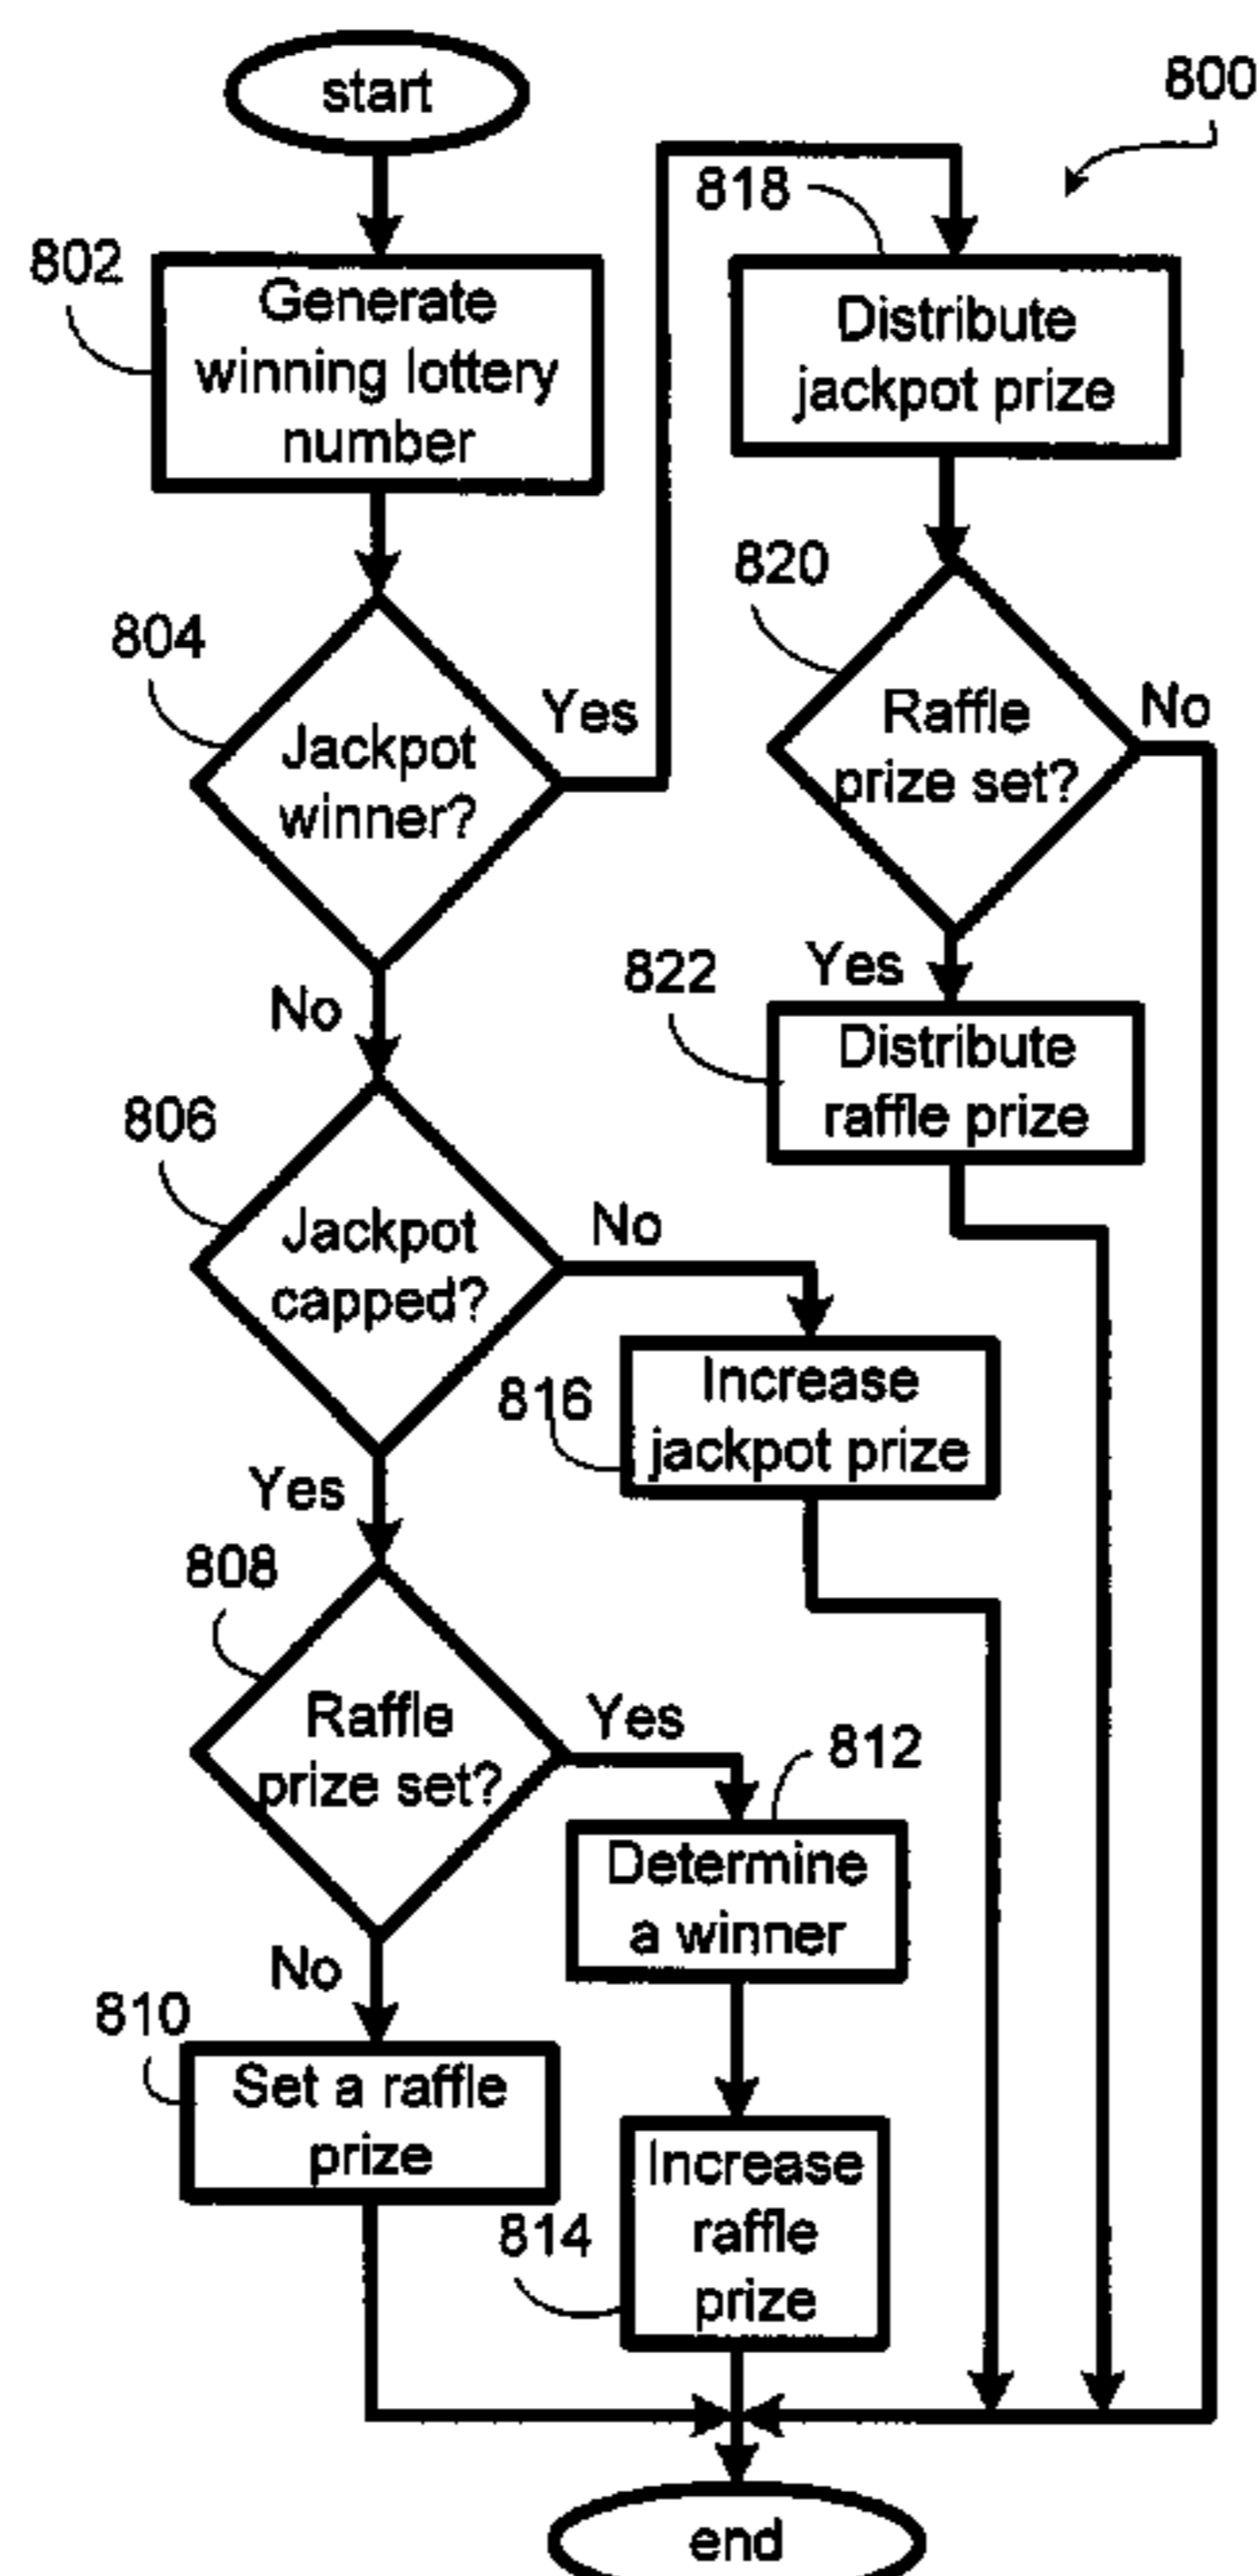 start
800
818
802
Generate
winning lottery
number
Distribute
jackpot prize
820
804
Yes
Jackpot
winner?
Raffle
prize set?
No
No
Yes
822
Distribute
raffle prize
806
Jackpot
capped?
No
816
Increase
jackpot prize
Yes
808
Raffle
prize set?
Yes
812
Determine
a winner
No
810
Set a raffle
prize
814
Increase
raffle
prize
end